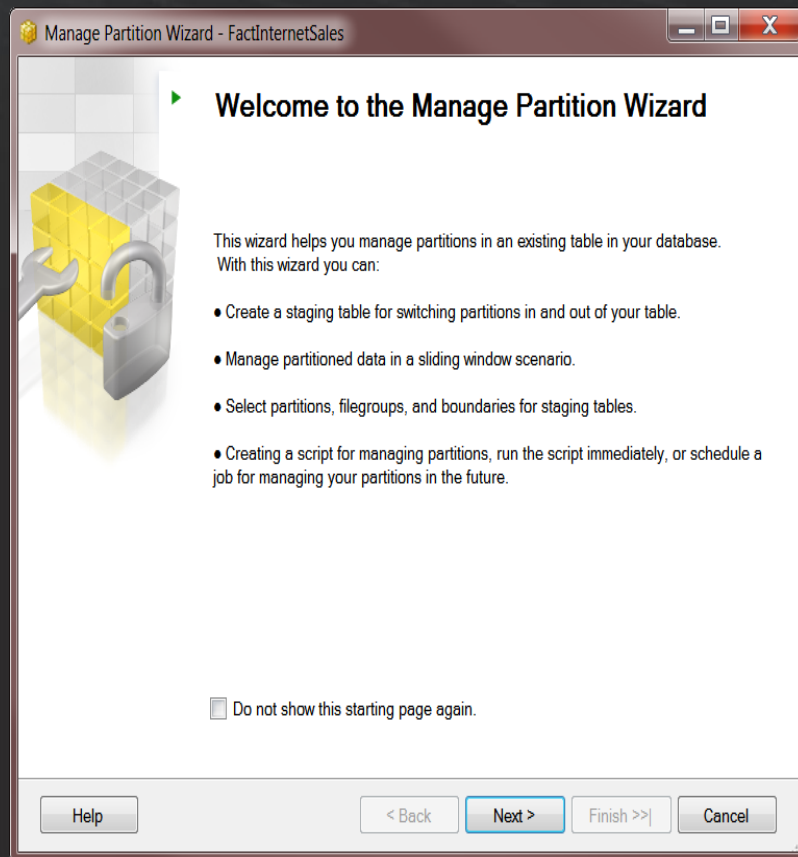 Manage Partition Wizard - FactInternetSales
X
Welcome to the Manage Partition Wizard
This wizard helps you manage partitions in an existing table in your database.
With this wizard you can:
● Create a staging table for switching partitions in and out of your table.
● Manage partitioned data in a sliding window scenario.
● Select partitions, filegroups, and boundaries for staging tables.
● Creating a script for managing partitions, run the script immediately, or schedule a
job for managing your partitions in the future.
Do not show this starting page again.
Help
< Back
Next >
Finish >>|
Cancel